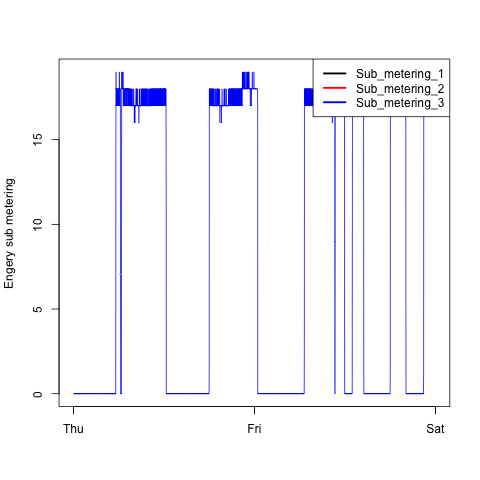 Sub_metering_1
Sub_metering_2
Sub_metering_3
15
10
5
0
Engery sub metering
Thu Fri Sat